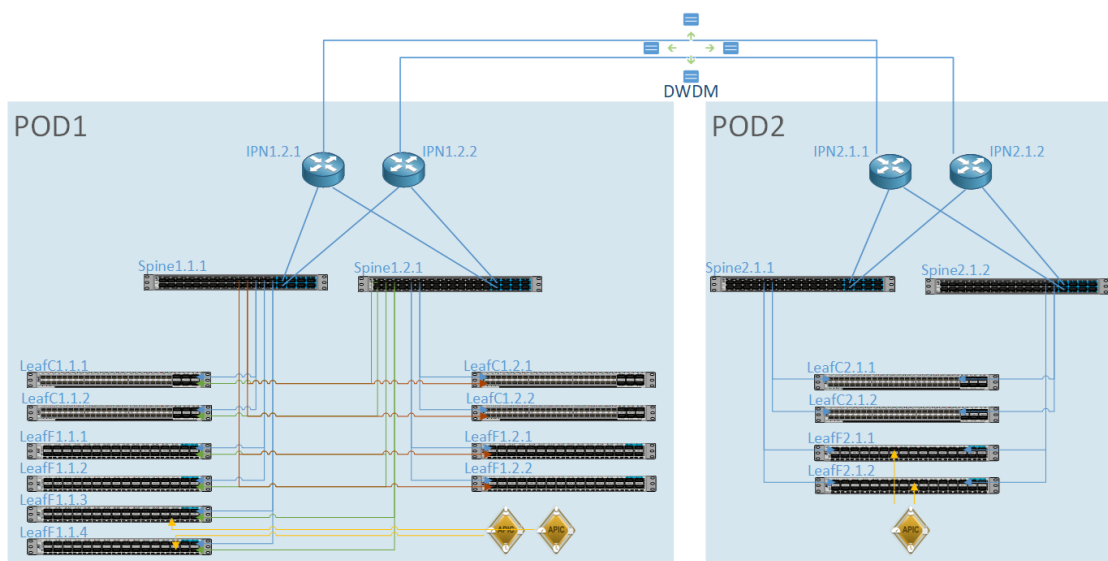 DWDM
POD1
POD2
IPN1.2.1
IPN1.2.2
IPN2.1.1
IPN2.1.2
Spine1.1.1
Spine1.2.1
Spine2.1.1
Spine2.1.2
LeafC1.1.1
LeafC1.2.1
LeafC2.1.1
LeafC1.1.2
LeafC1.2.2
LeafC2.1.2
LeafF1.1.1
LeafF1.2.1
LeafF2.1.1
LeafF1.1.2
LeafF1.2.2
LeafF2.1.2
LeafF1.1.3
LeafF1.1.4
APIC
APIC